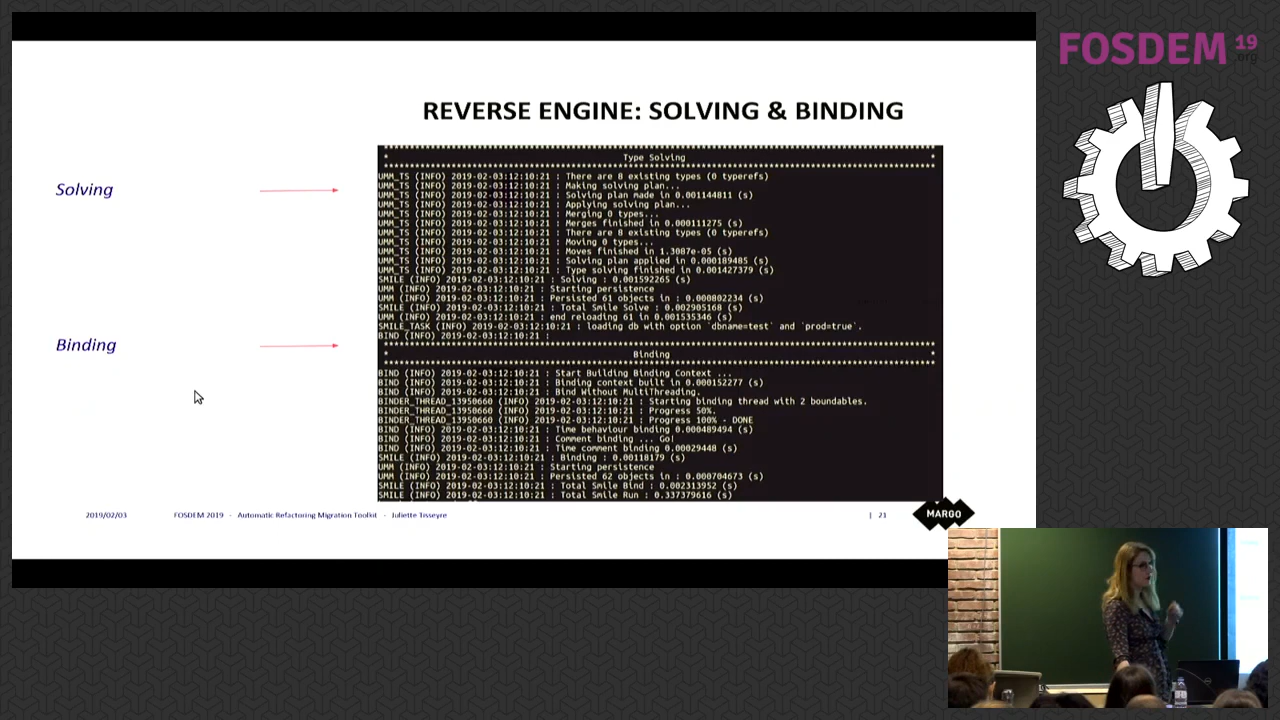 FOSDEM 19
.org
REVERSE ENGINE: SOLVING & BINDING
Solving
Binding
* Type Solving *
UMM_TS (INFO) 2019-02-03:12:10:21 : There are 8 existing types (0 typerefs)
UMM_TS (INFO) 2019-02-03:12:10:21 : Making solving plan...
UMM_TS (INFO) 2019-02-03:12:10:21 : Solving plan made in 0.001144811 (s)
UMM_TS (INFO) 2019-02-03:12:10:21 : Applying solving plan...
UMM_TS (INFO) 2019-02-03:12:10:21 : Merging 0 types...
UMM_TS (INFO) 2019-02-03:12:10:21 : Merges finished in 0.000111275 (s)
UMM_TS (INFO) 2019-02-03:12:10:21 : There are 8 existing types (0 typerefs)
UMM_TS (INFO) 2019-02-03:12:10:21 : Moving 0 types...
UMM_TS (INFO) 2019-02-03:12:10:21 : Moves finished in 1.3087e-05 (s)
UMM_TS (INFO) 2019-02-03:12:10:21 : Solving plan applied in 0.000189485 (s)
UMM_TS (INFO) 2019-02-03:12:10:21 : Type solving finished in 0.001427379 (s)
SMILE (INFO) 2019-02-03:12:10:21 : Solving : 0.001592265 (s)
UMM (INFO) 2019-02-03:12:10:21 : Starting persistence
UMM (INFO) 2019-02-03:12:10:21 : Persisted 61 objects in : 0.000802234 (s)
SMILE (INFO) 2019-02-03:12:10:21 : Total Smile Solve : 0.002905168 (s)
UMM (INFO) 2019-02-03:12:10:21 : end reloading 61 in 0.001535346 (s)
SMILE_TASK (INFO) 2019-02-03:12:10:21 : loading db with option `dbname=test` and `prod=true`.
BIND (INFO) 2019-02-03:12:10:21 :
* Binding *
BIND (INFO) 2019-02-03:12:10:21 : Start Building Binding Context ...
BIND (INFO) 2019-02-03:12:10:21 : Binding context built in 0.000152277 (s)
BIND (INFO) 2019-02-03:12:10:21 : Bind Without MultiThreading.
BINDER_THREAD_13950660 (INFO) 2019-02-03:12:10:21 : Starting binding thread with 2 boundables.
BINDER_THREAD_13950660 (INFO) 2019-02-03:12:10:21 : Progress 50%.
BINDER_THREAD_13950660 (INFO) 2019-02-03:12:10:21 : Progress 100% - DONE
BIND (INFO) 2019-02-03:12:10:21 : Time behaviour binding 0.000489494 (s)
BIND (INFO) 2019-02-03:12:10:21 : Comment binding ... Go!
BIND (INFO) 2019-02-03:12:10:21 : Time comment binding 0.00029448 (s)
SMILE (INFO) 2019-02-03:12:10:21 : Binding : 0.00118179 (s)
UMM (INFO) 2019-02-03:12:10:21 : Starting persistence
UMM (INFO) 2019-02-03:12:10:21 : Persisted 62 objects in : 0.000704673 (s)
SMILE (INFO) 2019-02-03:12:10:21 : Total Smile Bind : 0.002313952 (s)
SMILE (INFO) 2019-02-03:12:10:21 : Total Smile Run : 0.337379616 (s)
2019/02/03 FOSDEM 2019 - Automatic Refactoring Migration Toolkit - Juliette Tisseyre | 21 MARGO